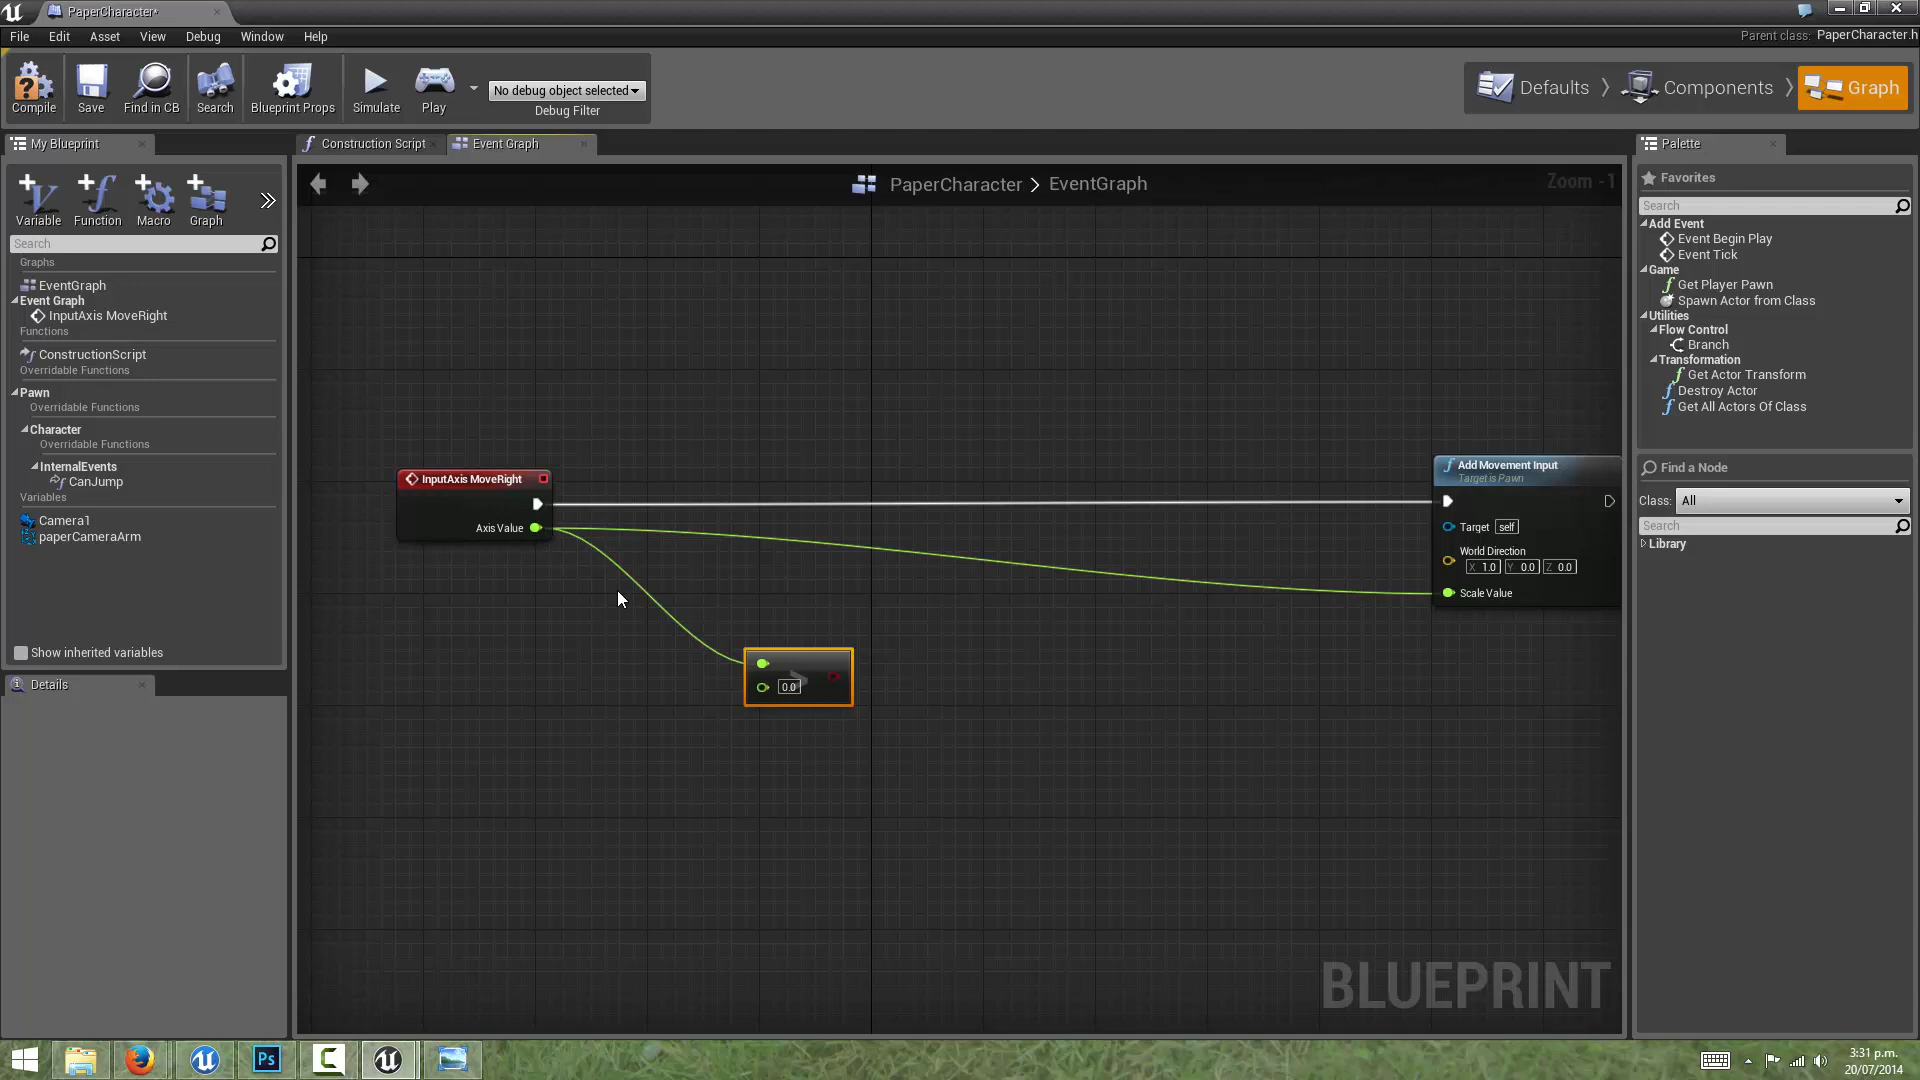 PaperCharacter*
File Edit Asset View Debug Window Help
Parent class: PaperCharacter.h
Compile Save Find in CB Search Blueprint Props Simulate Play
No debug object selected
Debug Filter
Defaults Components Graph
My Blueprint
Construction Script Event Graph
Palette
Variable Function Macro Graph
Search
Graphs
EventGraph
Event Graph
InputAxis MoveRight
Functions
ConstructionScript
Overridable Functions
Pawn
Overridable Functions
Character
Overridable Functions
InternalEvents
CanJump
Variables
Camera1
paperCameraArm
Show inherited variables
Details
PaperCharacter > EventGraph
Zoom -1
InputAxis MoveRight
Axis Value
>
0.0
Add Movement Input
Target is Pawn
Target self
World Direction
X 1.0 Y 0.0 Z 0.0
Scale Value
BLUEPRINT
Favorites
Search
Add Event
Event Begin Play
Event Tick
Game
Get Player Pawn
Spawn Actor from Class
Utilities
Flow Control
Branch
Transformation
Get Actor Transform
Destroy Actor
Get All Actors Of Class
Find a Node
Class: All
Search
Library
Ps
3:31 p.m.
20/07/2014